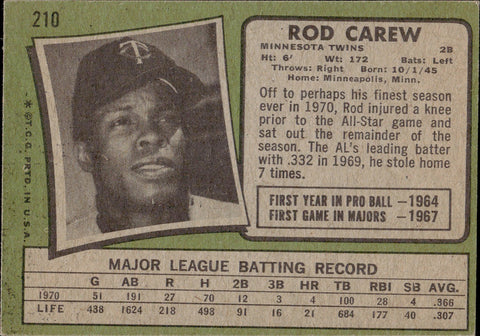 210
ROD CAREW
MINNESOTA TWINS 2B
Ht: 6' Wt: 172 Bats: Left
Throws: Right Born: 10/1/45
Home: Minneapolis, Minn.
Off to perhaps his finest season
ever in 1970, Rod injured a knee
prior to the All-Star game and
sat out the remainder of the
season. The AL's leading batter
with .332 in 1969, he stole home
7 times.
FIRST YEAR IN PRO BALL—1964
FIRST GAME IN MAJORS —1967
* ©T.C.G. PRTD. IN U.S.A.
TC
MAJOR LEAGUE BATTING RECORD
G AB R H 2B 3B HR TB RBI SB AVG.
1970 51 191 27 70 12 3 4 100 28 4 .366
LIFE 438 1624 218 498 91 16 21 684 307 40 .307